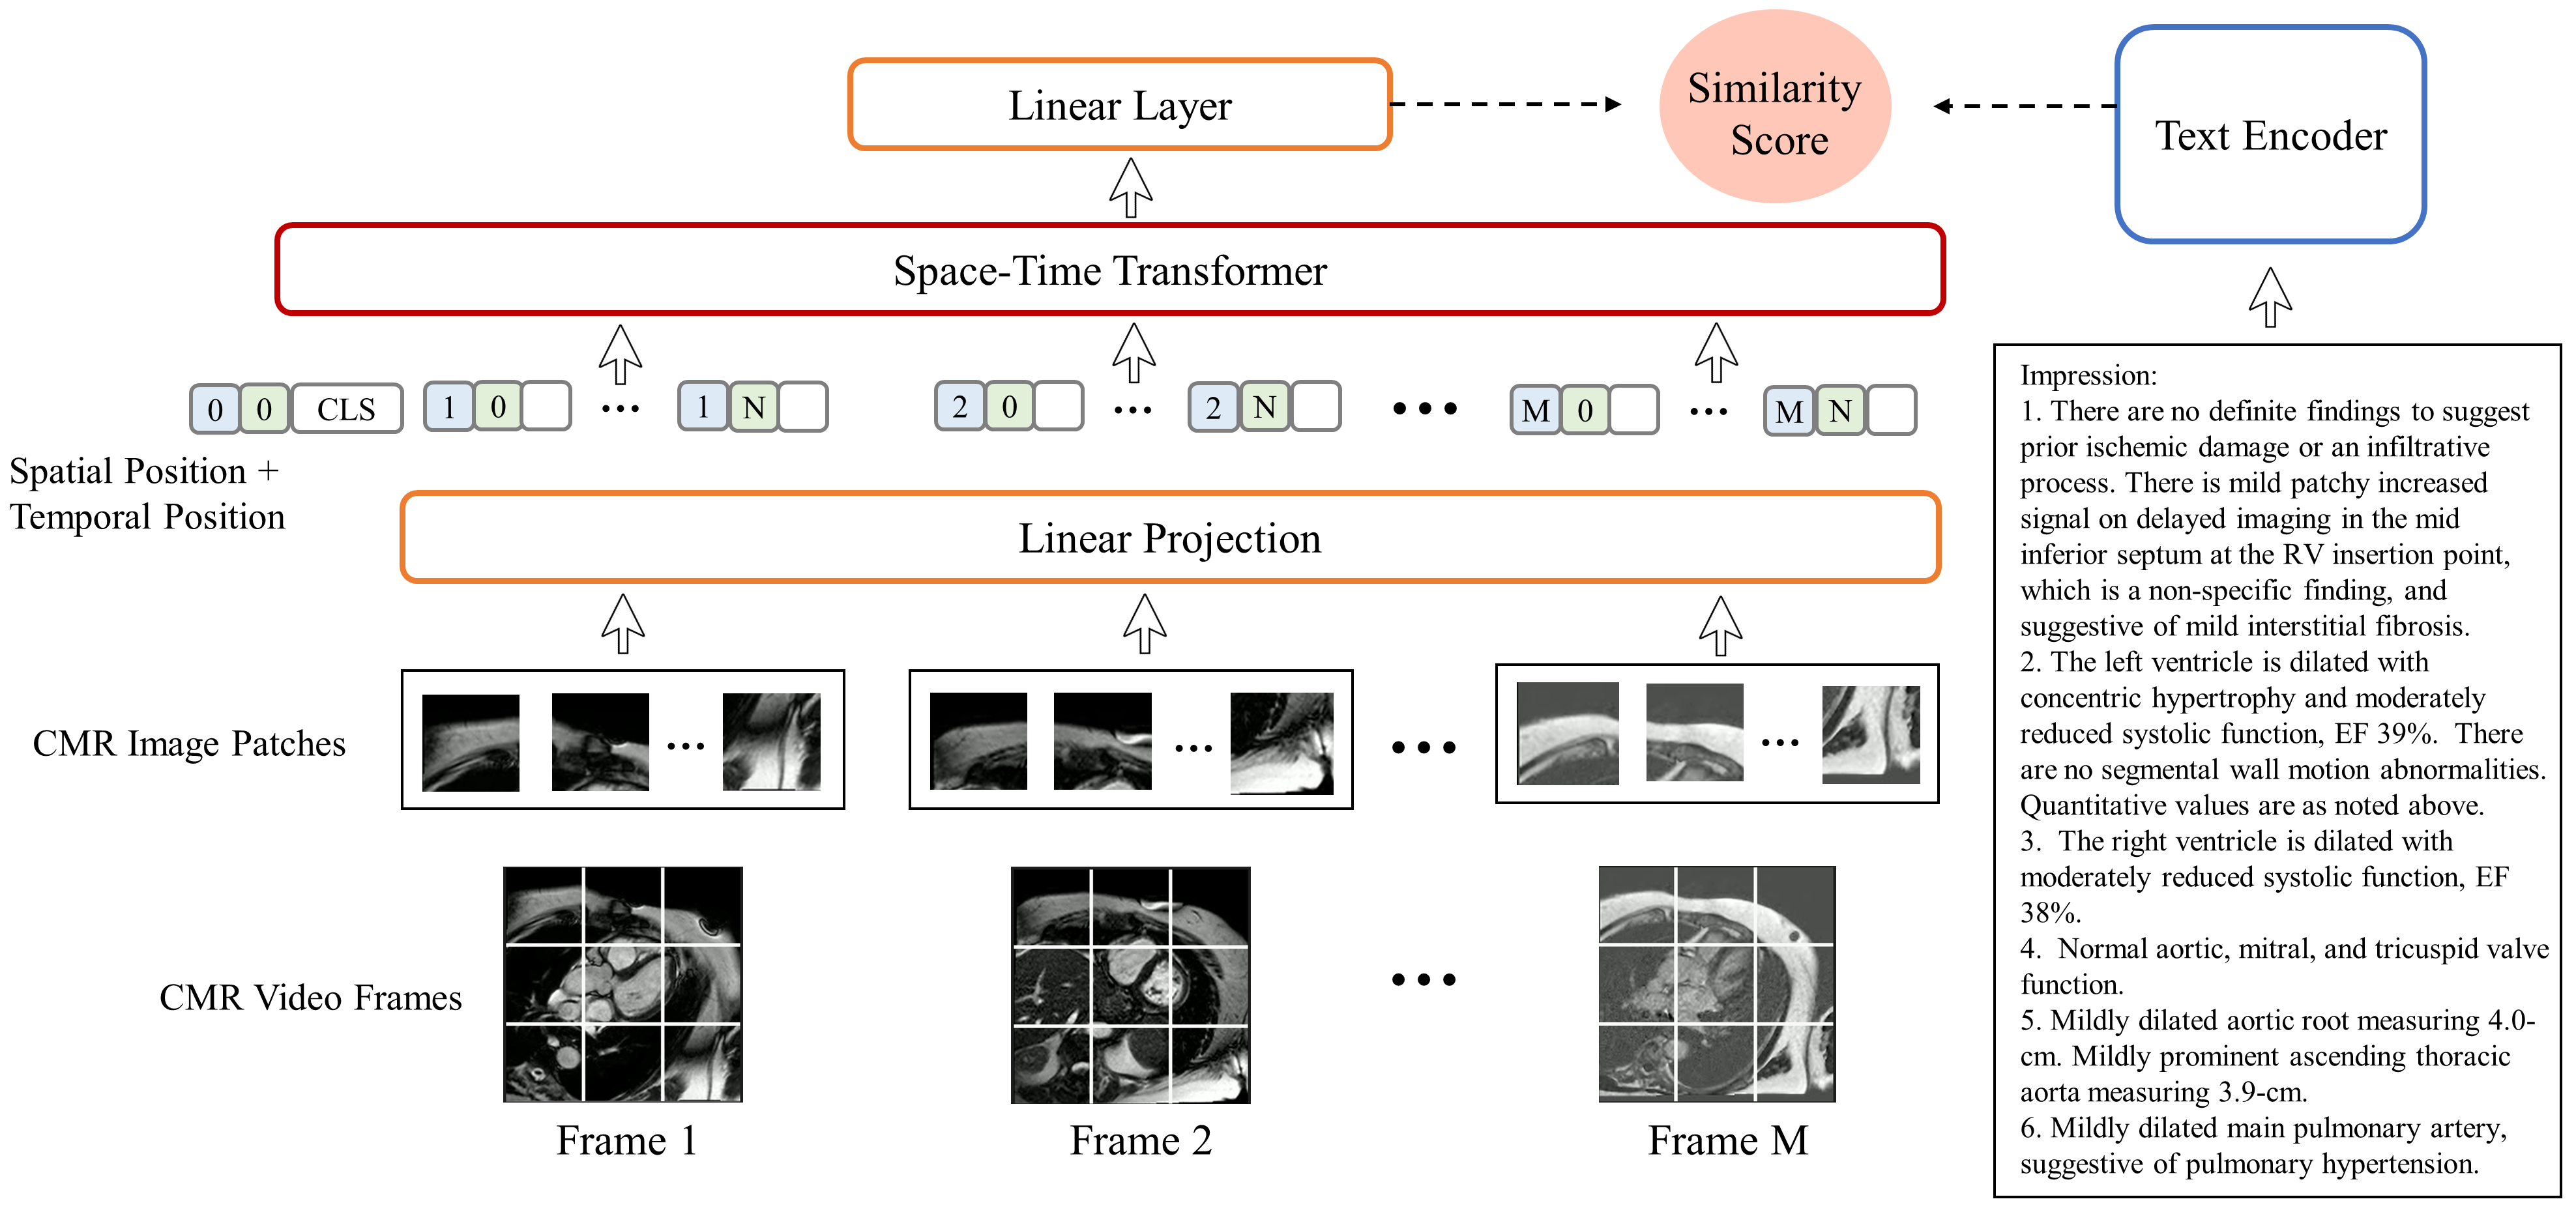 Linear Layer
Similarity
Score
Text Encoder
Space-Time Transformer
0 0 CLS 1 0 ... 1 N 2 0 ... 2 N ... M 0 ... M N
Spatial Position +
Temporal Position
Linear Projection
CMR Image Patches
... ... ... ...
CMR Video Frames
...
Frame 1
Frame 2
Frame M
Impression:
1. There are no definite findings to suggest
prior ischemic damage or an infiltrative
process. There is mild patchy increased
signal on delayed imaging in the mid
inferior septum at the RV insertion point,
which is a non-specific finding, and
suggestive of mild interstitial fibrosis.
2. The left ventricle is dilated with
concentric hypertrophy and moderately
reduced systolic function, EF 39%. There
are no segmental wall motion abnormalities.
Quantitative values are as noted above.
3. The right ventricle is dilated with
moderately reduced systolic function, EF
38%.
4. Normal aortic, mitral, and tricuspid valve
function.
5. Mildly dilated aortic root measuring 4.0-
cm. Mildly prominent ascending thoracic
aorta measuring 3.9-cm.
6. Mildly dilated main pulmonary artery,
suggestive of pulmonary hypertension.